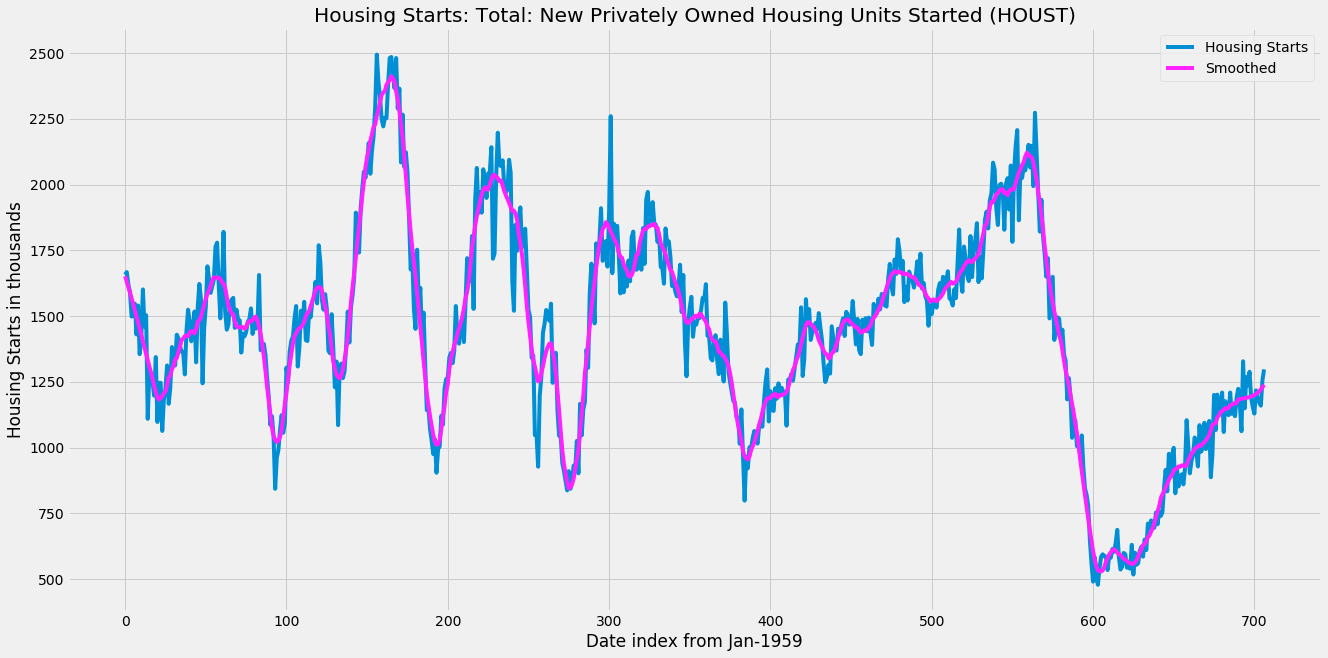 Housing Starts: Total: New Privately Owned Housing Units Started (HOUST)
Housing Starts
Smoothed
Housing Starts in thousands
2500
2250
2000
1750
1500
1250
1000
750
500
0 100 200 300 400 500 600 700
Date index from Jan-1959